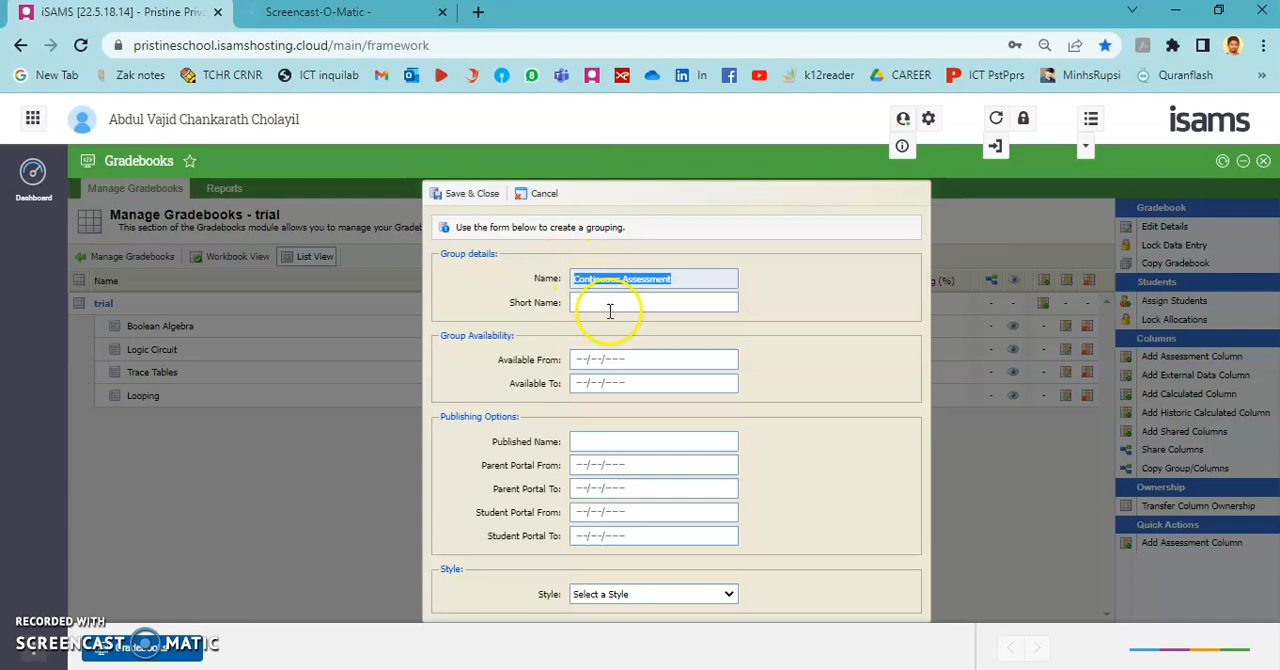 iSAMS [22.5.18.14] - Pristine Priv
Screencast-O-Matic -
pristineschool.isamshosting.cloud/main/framework
New Tab
Zak notes
TCHR CRNR
ICT inquilab
In
k12reader
CAREER
ICT PstPprs
MinhsRupsi
Quranflash
Abdul Vajid Chankarath Cholayil
isams
Dashboard
Gradebooks
Manage Gradebooks
Reports
Manage Gradebooks - trial
This section of the Gradebooks module allows you to manage your Gradeb
Manage Gradebooks
Workbook View
List View
Name
g (%)
trial
Boolean Algebra
Logic Circuit
Trace Tables
Looping
Save & Close
Cancel
Use the form below to create a grouping.
Group details:
Name:
Continuous Assessment
Short Name:
Group Availability:
Available From:
--/--/---
Available To:
--/--/---
Publishing Options:
Published Name:
Parent Portal From:
--/--/---
Parent Portal To:
--/--/---
Student Portal From:
--/--/---
Student Portal To:
--/--/---
Style:
Style:
Select a Style
Gradebook
Edit Details
Lock Data Entry
Copy Gradebook
Students
Assign Students
Lock Allocations
Columns
Add Assessment Column
Add External Data Column
Add Calculated Column
Add Historic Calculated Column
Add Shared Columns
Share Columns
Copy Group/Columns
Ownership
Transfer Column Ownership
Quick Actions
Add Assessment Column
RECORDED WITH
SCREENCAST MATIC